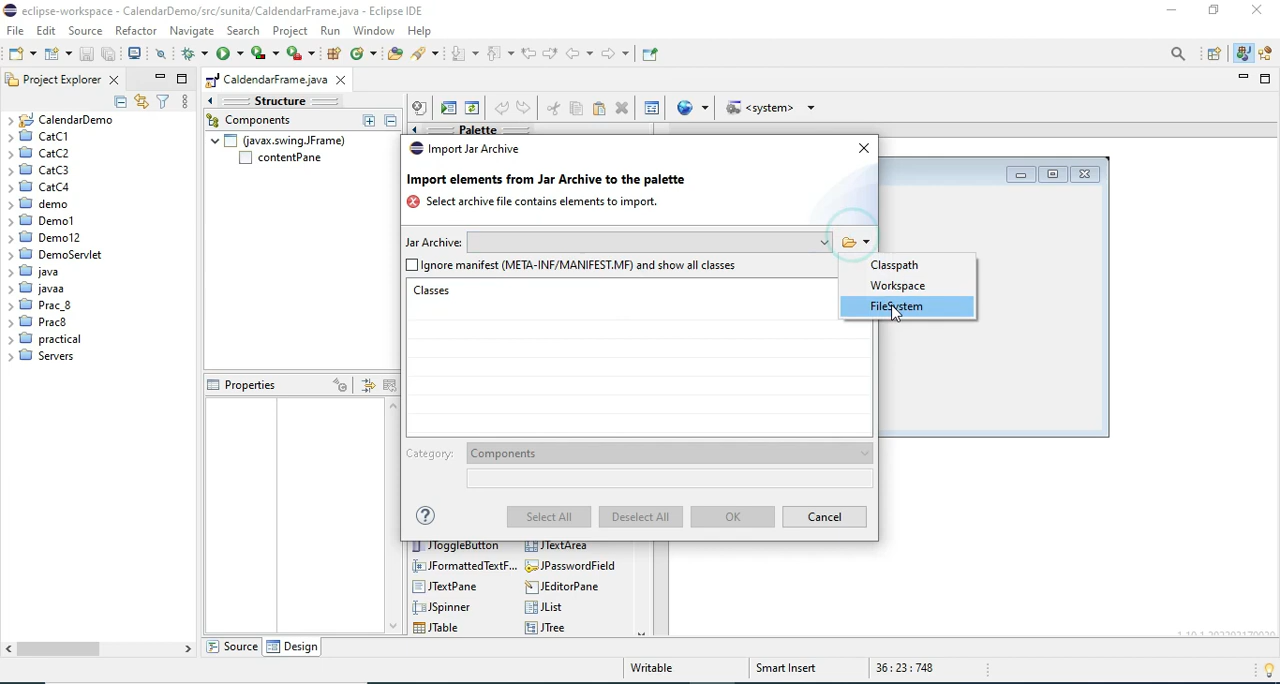 eclipse-workspace - CalendarDemo/src/sunita/CaldendarFrame.java - Eclipse IDE
File Edit Source Refactor Navigate Search Project Run Window Help
Project Explorer
CaldendarFrame.java
CalendarDemo
CatC1
CatC2
CatC3
CatC4
demo
Demo1
Demo12
DemoServlet
java
javaa
Prac_8
Prac8
practical
Servers
Structure
Components
(javax.swing.JFrame)
contentPane
Properties
<system>
Palette
Import Jar Archive
Import elements from Jar Archive to the palette
Select archive file contains elements to import.
Jar Archive:
Ignore manifest (META-INF/MANIFEST.MF) and show all classes
Classes
Classpath
Workspace
FileSystem
Category: Components
Select All Deselect All OK Cancel
JToggleButton JTextArea
JFormattedTextF... JPasswordField
JTextPane JEditorPane
JSpinner JList
JTable JTree
Source Design
Writable Smart Insert 36 : 23 : 748